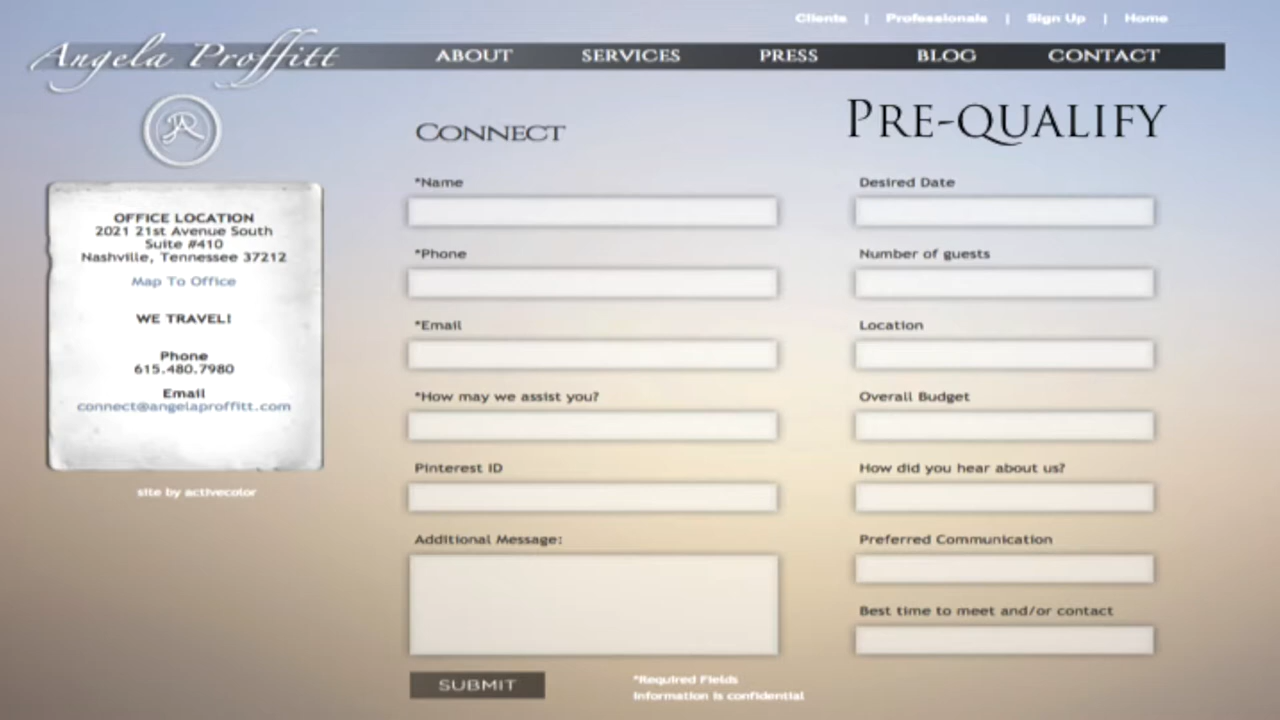 Clients | Professionals | Sign Up | Home
Angela Proffitt
ABOUT SERVICES PRESS BLOG CONTACT
OFFICE LOCATION
2021 21st Avenue South
Suite #410
Nashville, Tennessee 37212
Map To Office
WE TRAVEL!
Phone
615.480.7980
Email
connect@angelaproffitt.com
site by activecolor
CONNECT
*Name
*Phone
*Email
*How may we assist you?
Pinterest ID
Additional Message:
SUBMIT
*Required Fields
Information is confidential
PRE-QUALIFY
Desired Date
Number of guests
Location
Overall Budget
How did you hear about us?
Preferred Communication
Best time to meet and/or contact